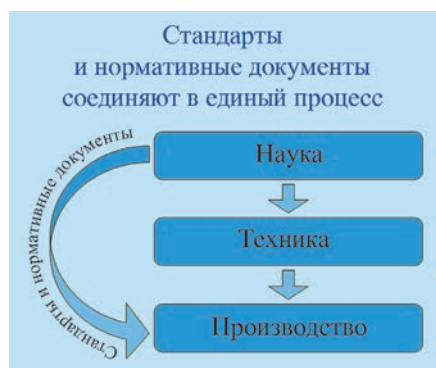 Стандарты
и нормативные документы
соединяют в единый процесс
Стандарты и нормативные документы
Наука
Техника
Производство